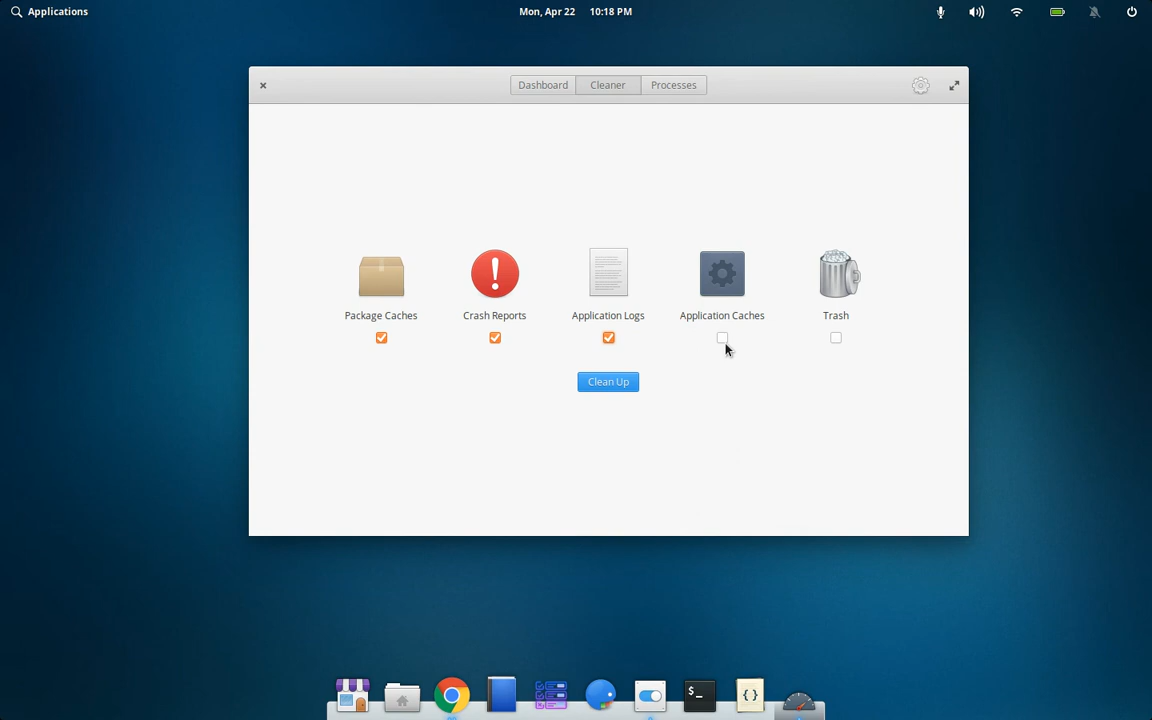 Applications
Mon, Apr 22 10:18 PM
Dashboard Cleaner Processes
Package Caches
Crash Reports
Application Logs
Application Caches
Trash
Clean Up
$_
{ }